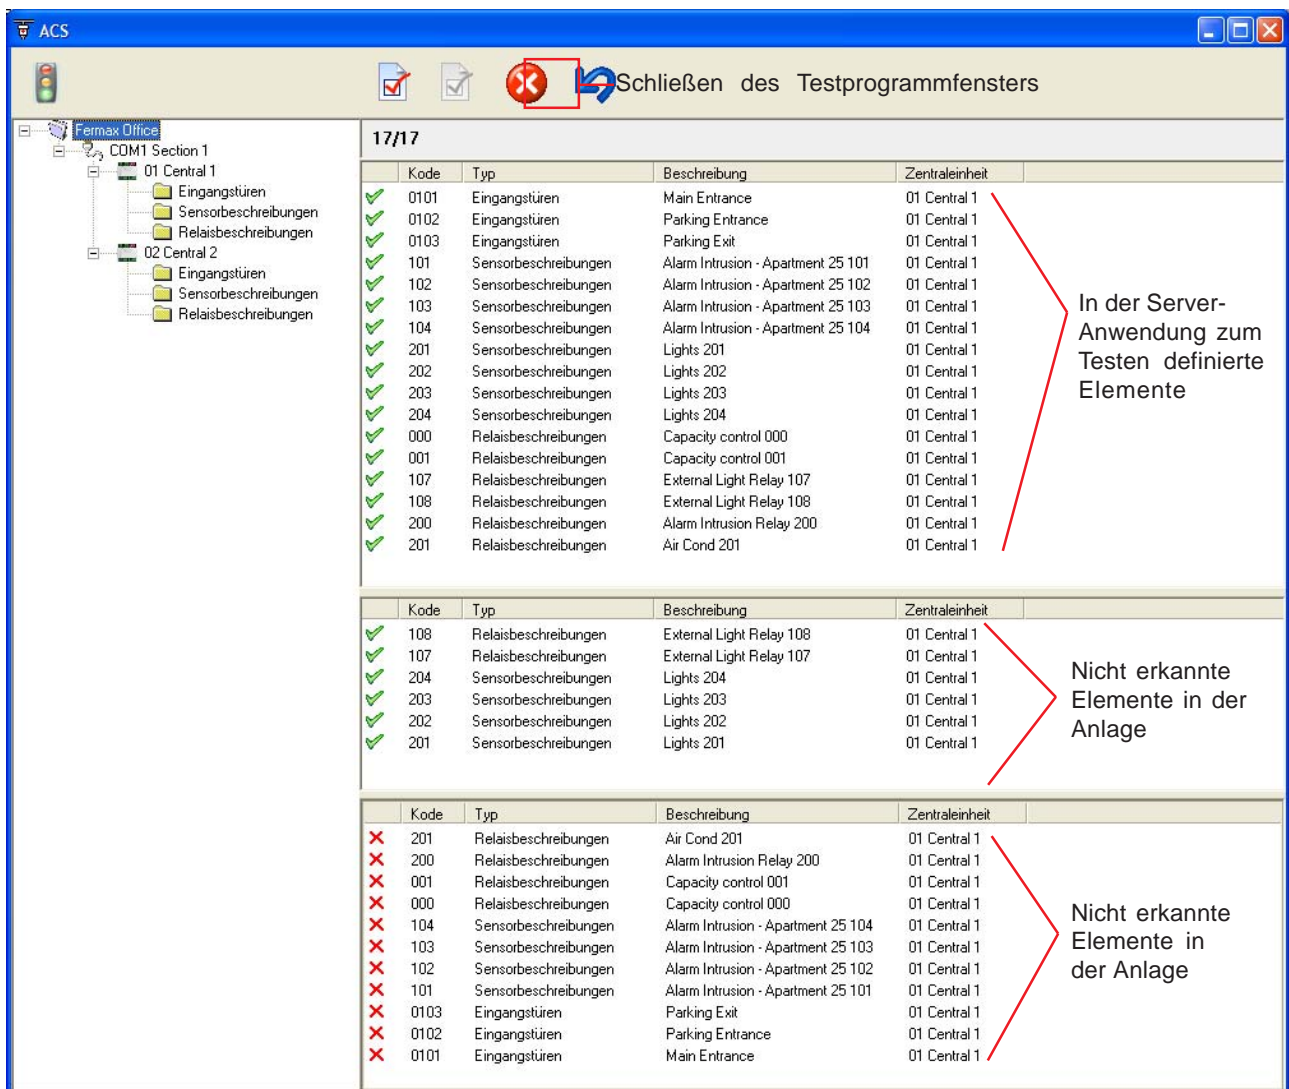 ACS
Schließen des Testprogrammfensters
Fermax Office
COM1 Section 1
01 Central 1
Eingangstüren
Sensorbeschreibungen
Relaisbeschreibungen
02 Central 2
Eingangstüren
Sensorbeschreibungen
Relaisbeschreibungen
17/17
Kode Typ Beschreibung Zentraleinheit
0101 Eingangstüren Main Entrance 01 Central 1
0102 Eingangstüren Parking Entrance 01 Central 1
0103 Eingangstüren Parking Exit 01 Central 1
101 Sensorbeschreibungen Alarm Intrusion - Apartment 25 101 01 Central 1
102 Sensorbeschreibungen Alarm Intrusion - Apartment 25 102 01 Central 1
103 Sensorbeschreibungen Alarm Intrusion - Apartment 25 103 01 Central 1
104 Sensorbeschreibungen Alarm Intrusion - Apartment 25 104 01 Central 1
201 Sensorbeschreibungen Lights 201 01 Central 1
202 Sensorbeschreibungen Lights 202 01 Central 1
203 Sensorbeschreibungen Lights 203 01 Central 1
204 Sensorbeschreibungen Lights 204 01 Central 1
000 Relaisbeschreibungen Capacity control 000 01 Central 1
001 Relaisbeschreibungen Capacity control 001 01 Central 1
107 Relaisbeschreibungen External Light Relay 107 01 Central 1
108 Relaisbeschreibungen External Light Relay 108 01 Central 1
200 Relaisbeschreibungen Alarm Intrusion Relay 200 01 Central 1
201 Relaisbeschreibungen Air Cond 201 01 Central 1
In der Server-
Anwendung zum
Testen definierte
Elemente
Kode Typ Beschreibung Zentraleinheit
108 Relaisbeschreibungen External Light Relay 108 01 Central 1
107 Relaisbeschreibungen External Light Relay 107 01 Central 1
204 Sensorbeschreibungen Lights 204 01 Central 1
203 Sensorbeschreibungen Lights 203 01 Central 1
202 Sensorbeschreibungen Lights 202 01 Central 1
201 Sensorbeschreibungen Lights 201 01 Central 1
Nicht erkannte
Elemente in der
Anlage
Kode Typ Beschreibung Zentraleinheit
201 Relaisbeschreibungen Air Cond 201 01 Central 1
200 Relaisbeschreibungen Alarm Intrusion Relay 200 01 Central 1
001 Relaisbeschreibungen Capacity control 001 01 Central 1
000 Relaisbeschreibungen Capacity control 000 01 Central 1
104 Sensorbeschreibungen Alarm Intrusion - Apartment 25 104 01 Central 1
103 Sensorbeschreibungen Alarm Intrusion - Apartment 25 103 01 Central 1
102 Sensorbeschreibungen Alarm Intrusion - Apartment 25 102 01 Central 1
101 Sensorbeschreibungen Alarm Intrusion - Apartment 25 101 01 Central 1
0103 Eingangstüren Parking Exit 01 Central 1
0102 Eingangstüren Parking Entrance 01 Central 1
0101 Eingangstüren Main Entrance 01 Central 1
Nicht erkannte
Elemente in
der Anlage